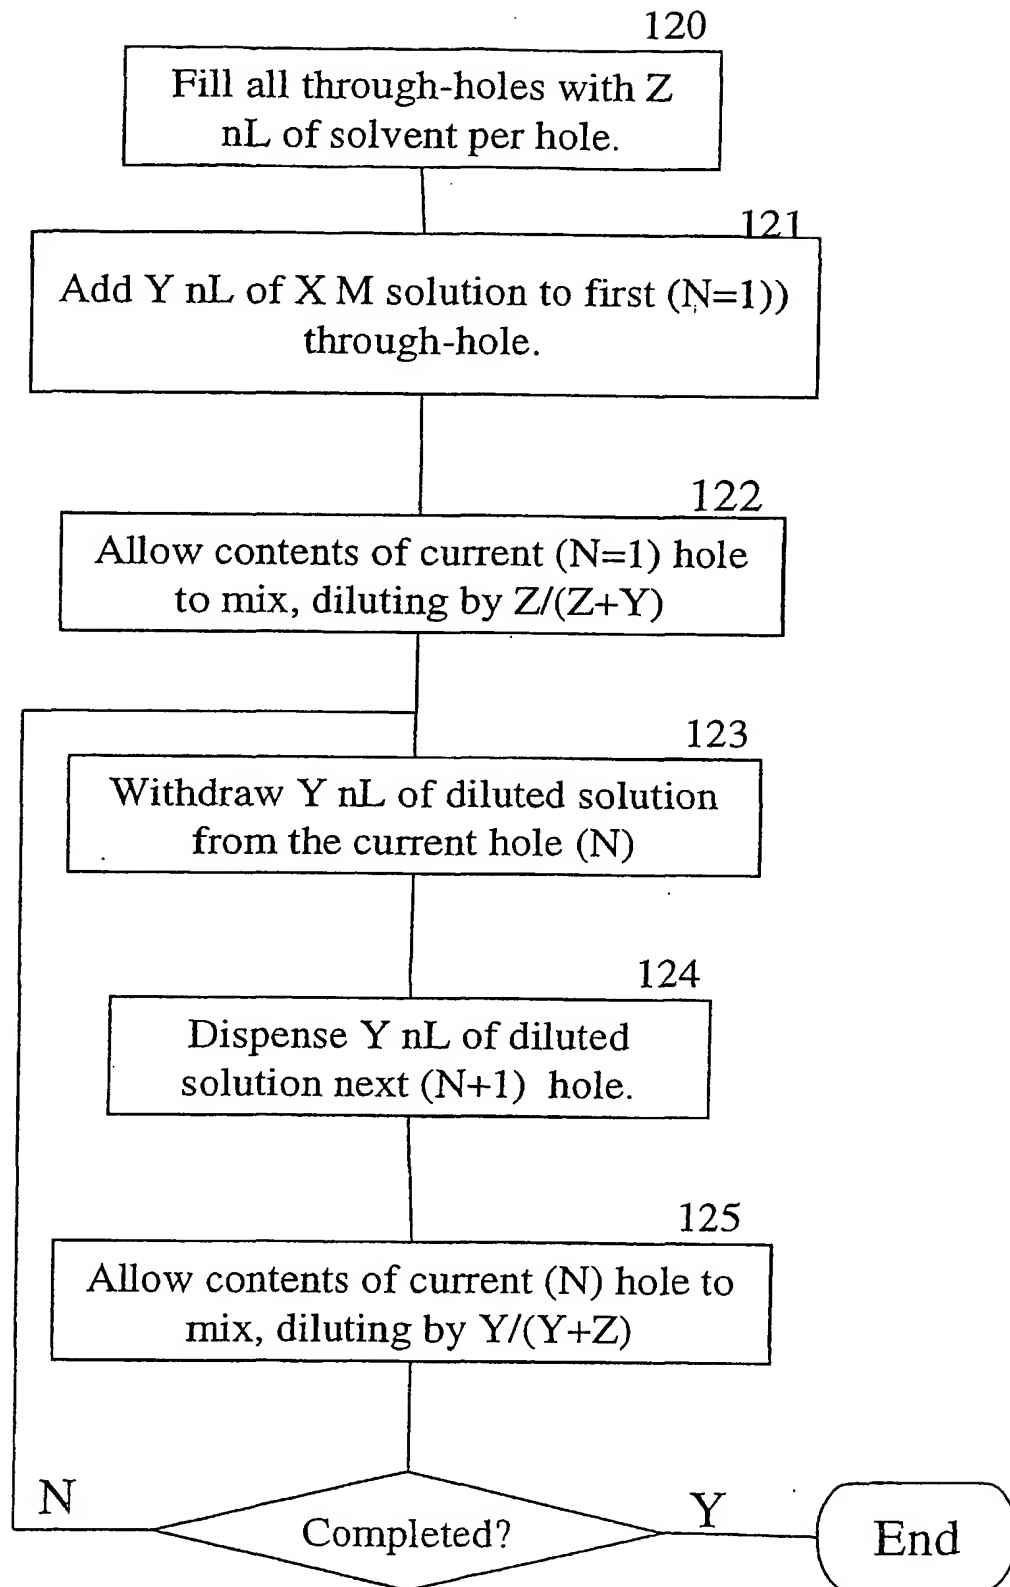 120
Fill all through-holes with Z
nL of solvent per hole.
121
Add Y nL of X M solution to first (N=1))
through-hole.
122
Allow contents of current (N=1) hole
to mix, diluting by Z/(Z+Y)
123
Withdraw Y nL of diluted solution
from the current hole (N)
124
Dispense Y nL of diluted
solution next (N+1) hole.
125
Allow contents of current (N) hole to
mix, diluting by Y/(Y+Z)
N
Completed?
Y
End